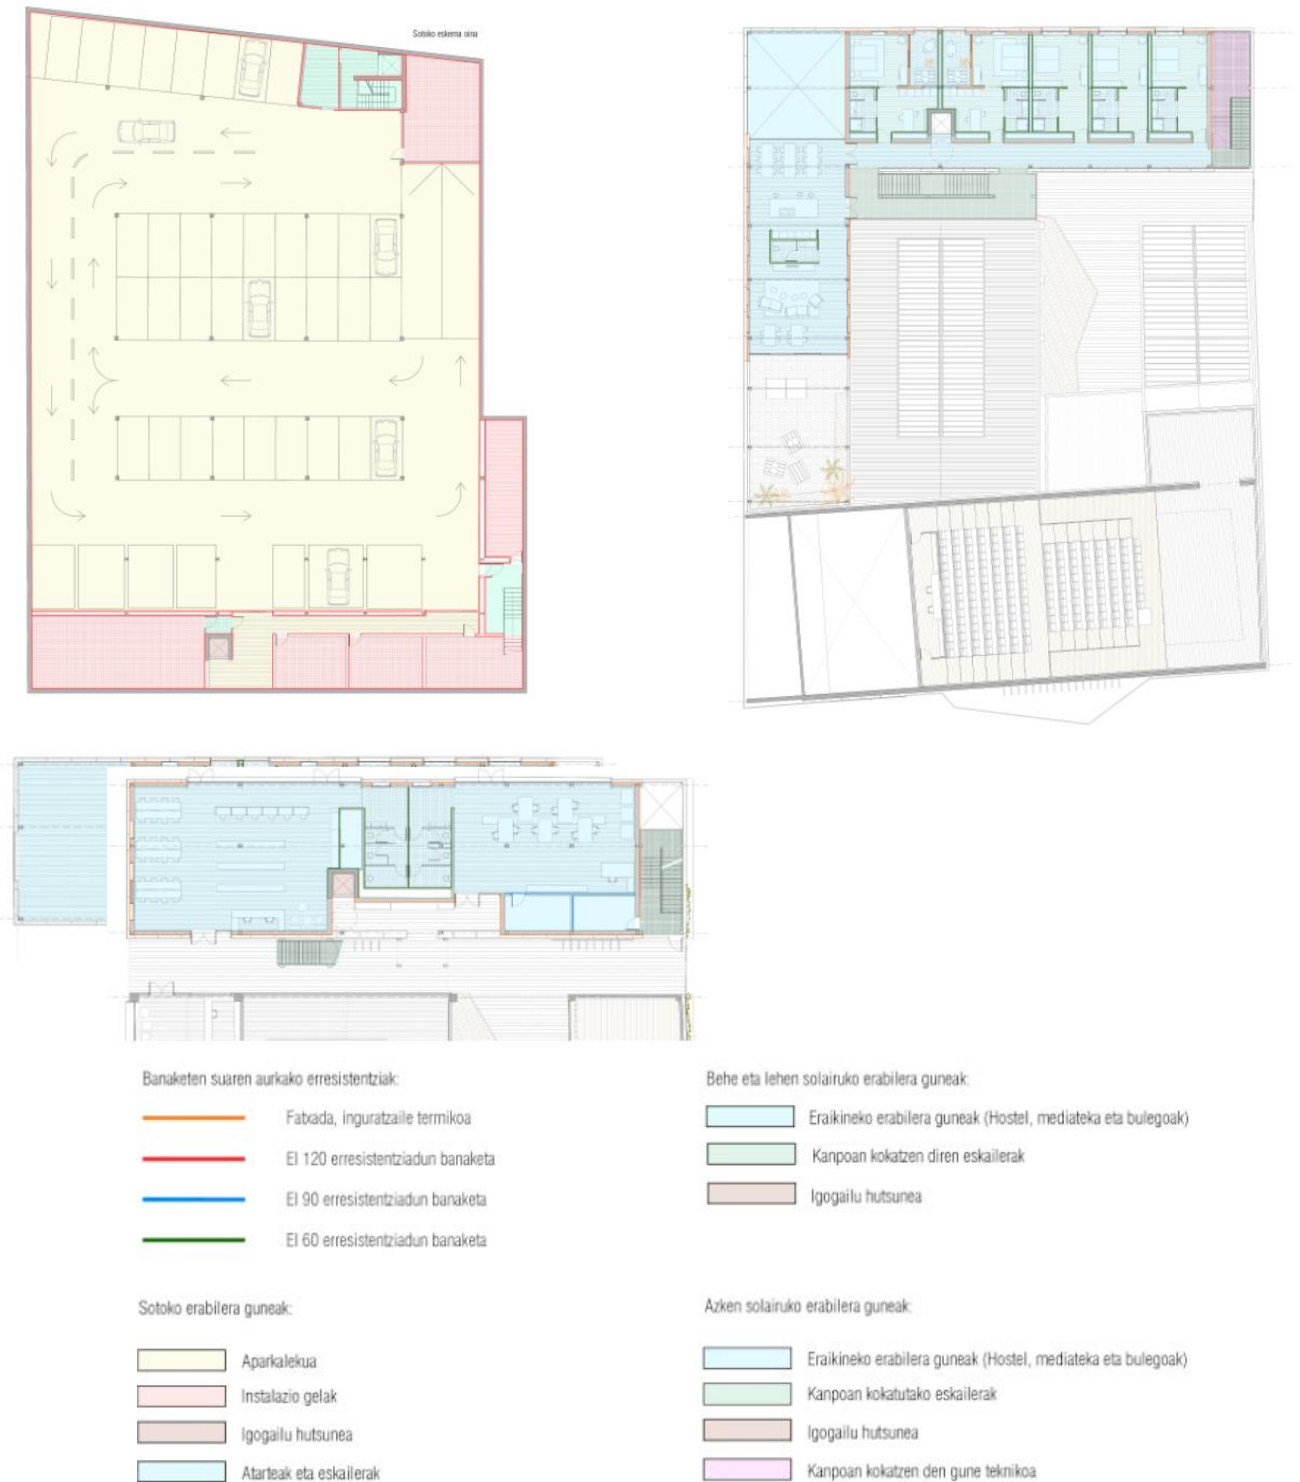 Sotoko eskema oina
Banaketen suaren aurkako erresistentziak:
Fatxada, inguratzaile termikoa
EI 120 erresistentziadun banaketa
EI 90 erresistentziadun banaketa
EI 60 erresistentziadun banaketa
Behe eta lehen solairuko erabilera guneak:
Eraikineko erabilera guneak (Hostel, mediateka eta bulegoak)
Kanpoan kokatzen diren eskailerak
Igogailu hutsunea
Sotoko erabilera guneak:
Aparkalekua
Instalazio gelak
Igogailu hutsunea
Atarteak eta eskailerak
Azken solairuko erabilera guneak:
Eraikineko erabilera guneak (Hostel, mediateka eta bulegoak)
Kanpoan kokatutako eskailerak
Igogailu hutsunea
Kanpoan kokatzen den gune teknikoa